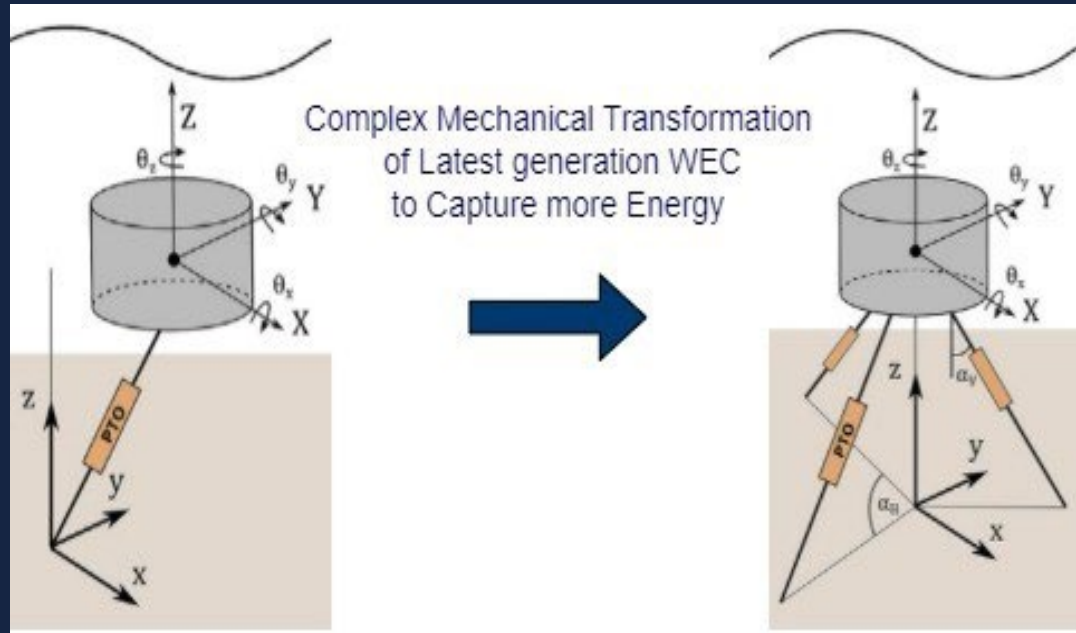 Complex Mechanical Transformation
of Latest generation WEC
to Capture more Energy
Z
θz
θy
Y
θx
X
z
PTO
y
x
Z
θz
θy
Y
θx
X
z
αv
PTO
y
αH
x